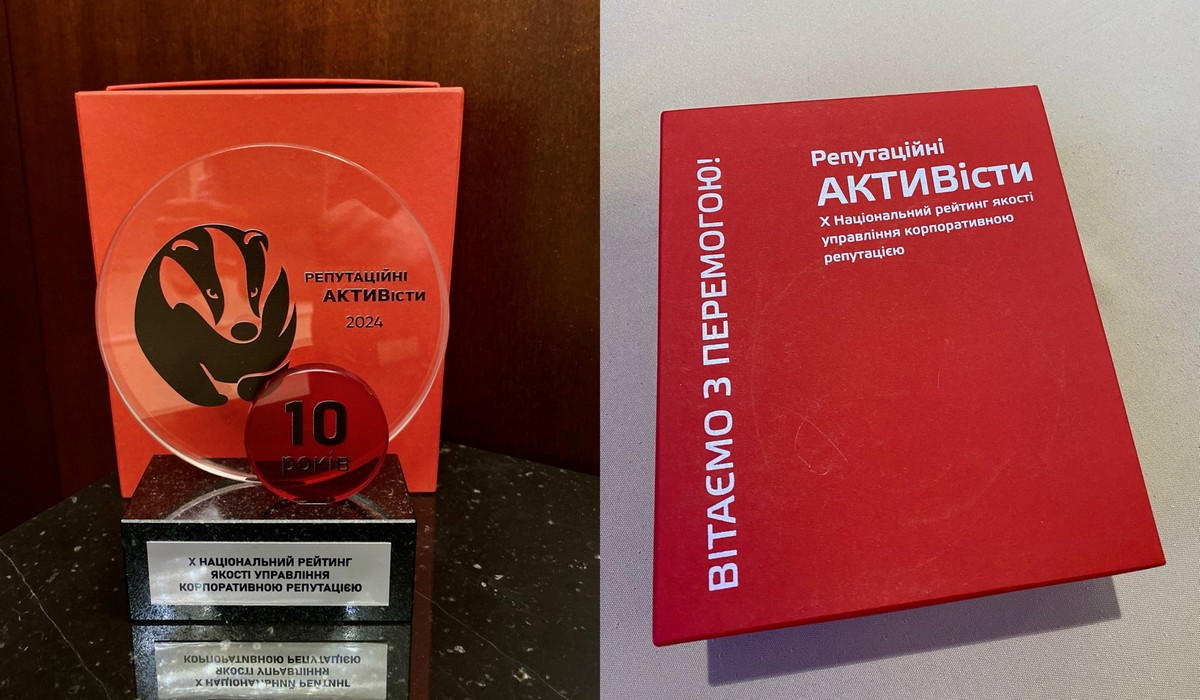 РЕПУТАЦІЙНІ
АКТИВІСТИ
2024
10
років
Х НАЦІОНАЛЬНИЙ РЕЙТИНГ
ЯКОСТІ УПРАВЛІННЯ
КОРПОРАТИВНОЮ РЕПУТАЦІЄЮ
ВІТАЄМО З ПЕРЕМОГОЮ!
Репутаційні
АКТИВісти
Х Національний рейтинг якості
управління корпоративною
репутацією